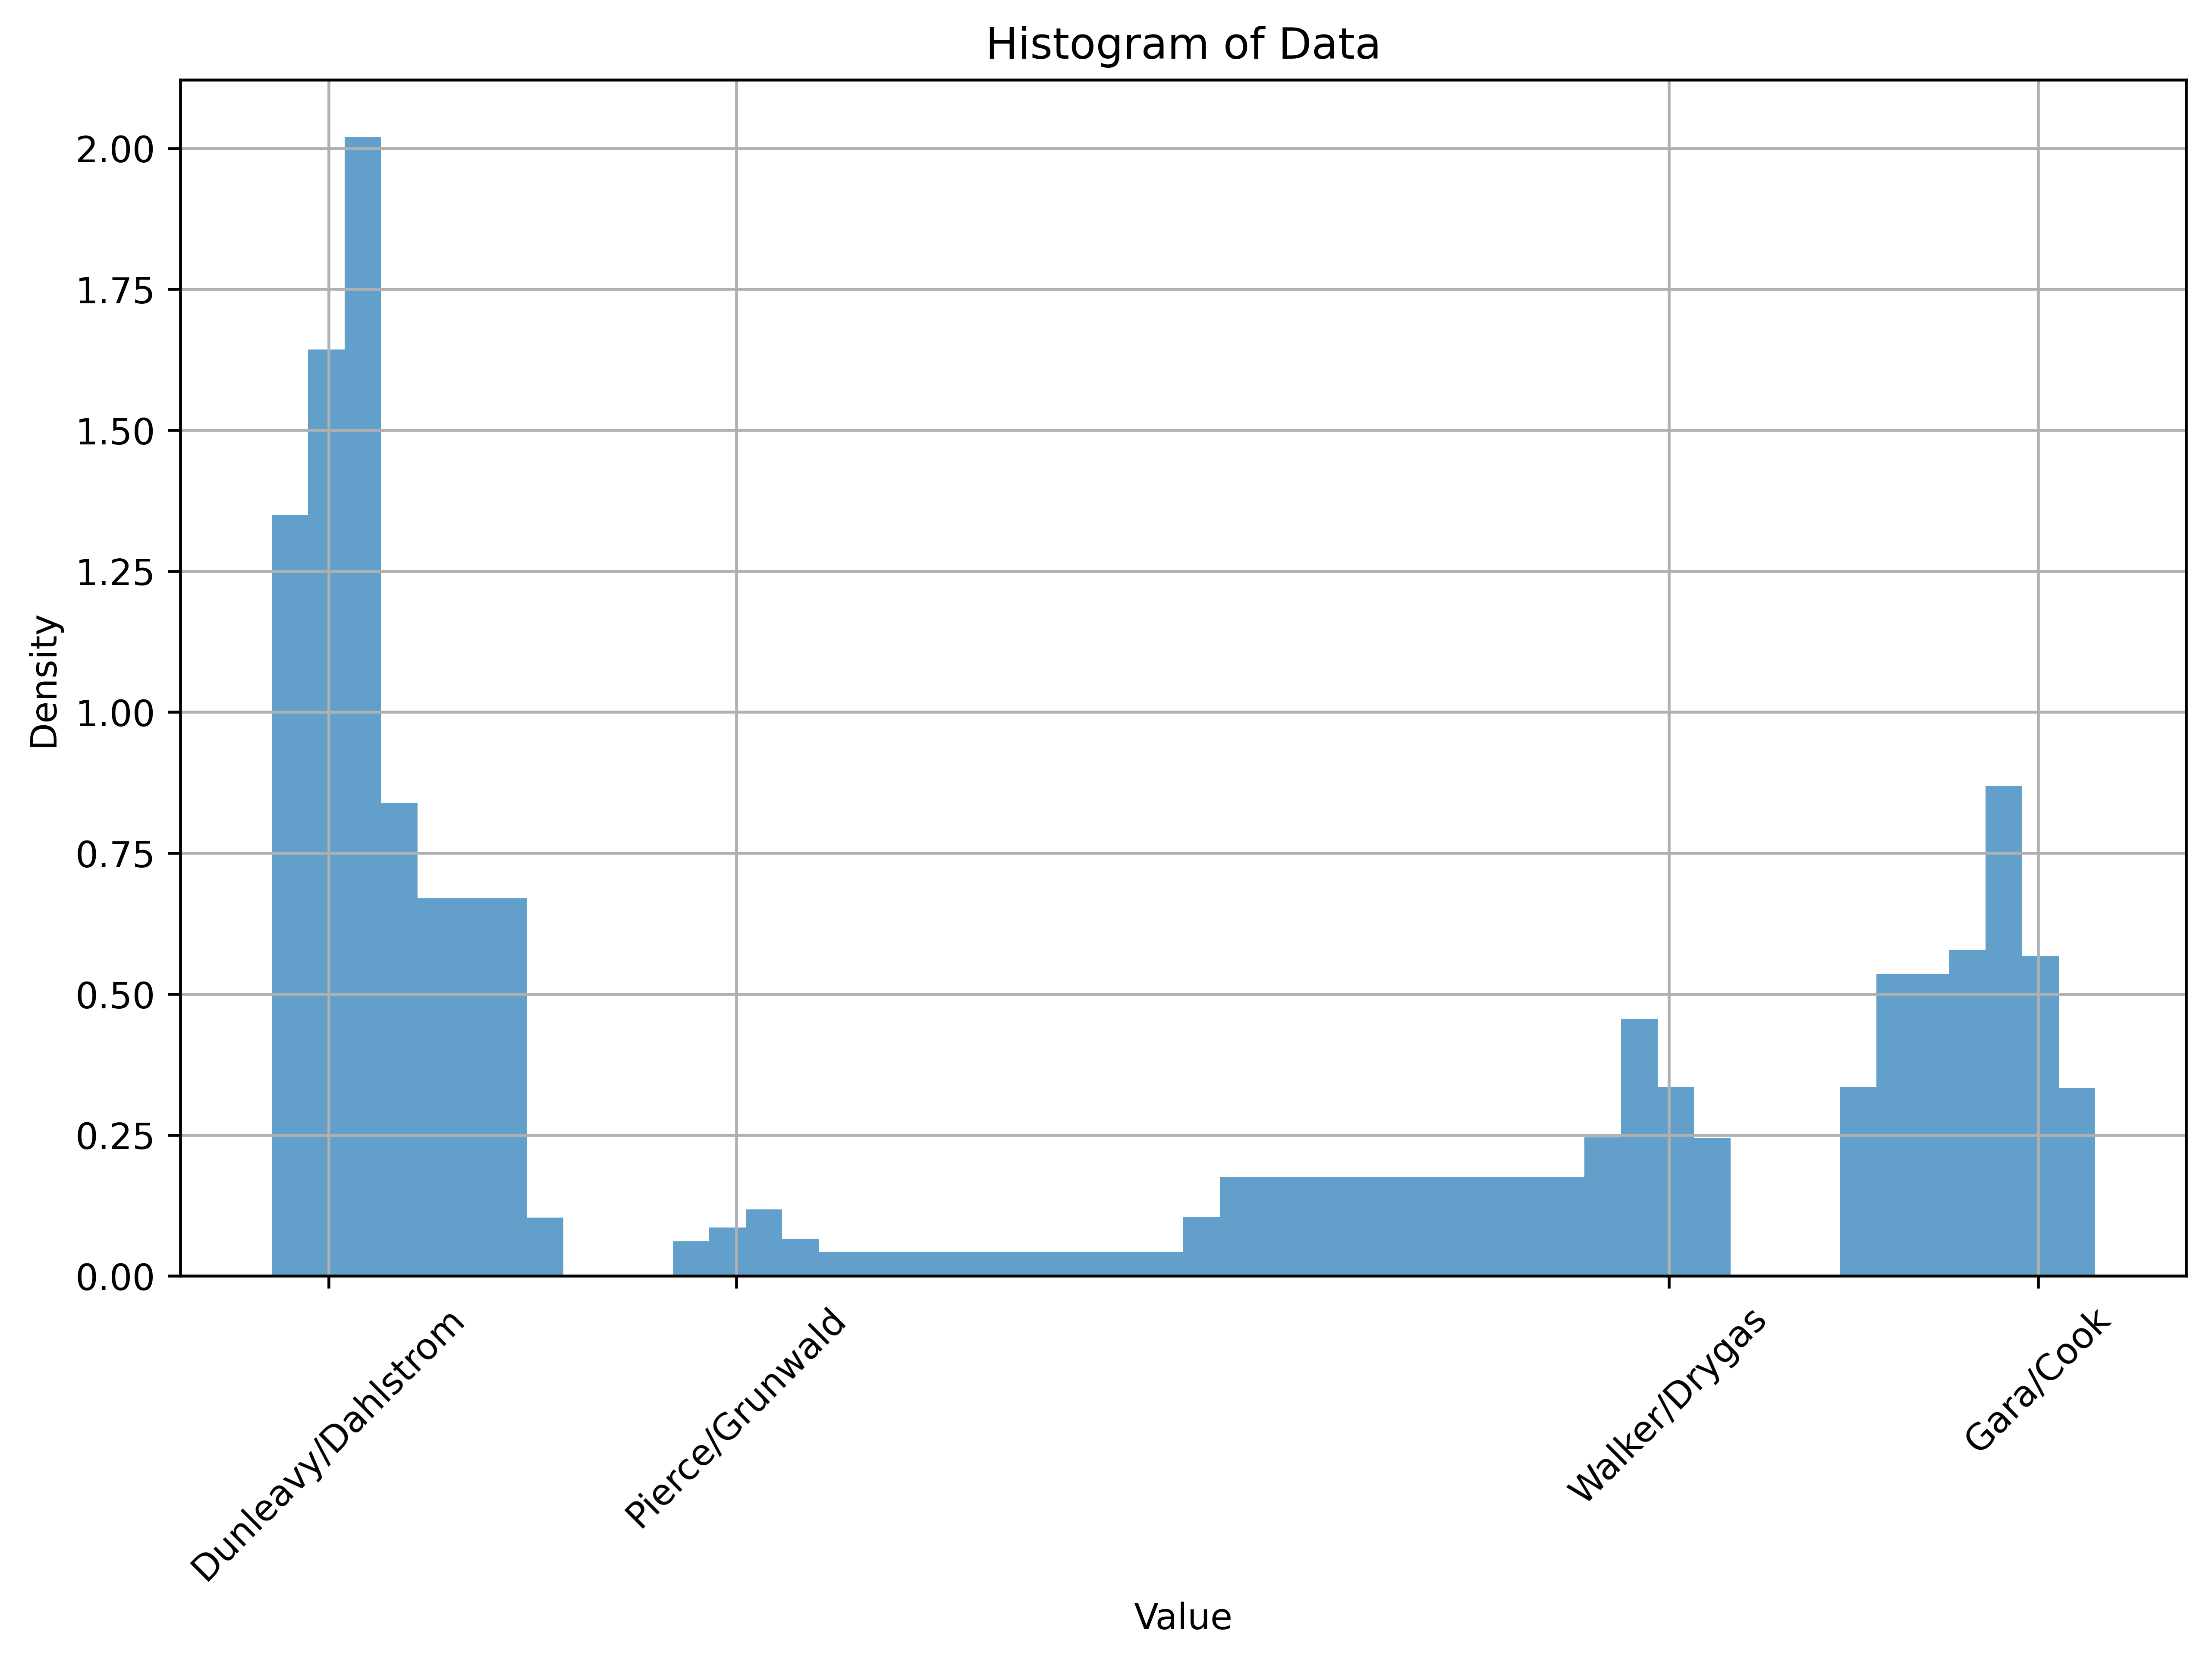 Histogram of Data
Density
2.00
1.75
1.50
1.25
1.00
0.75
0.50
0.25
0.00
Dunleavy/Dahlstrom
Pierce/Grunwald
Walker/Drygas
Gara/Cook
Value